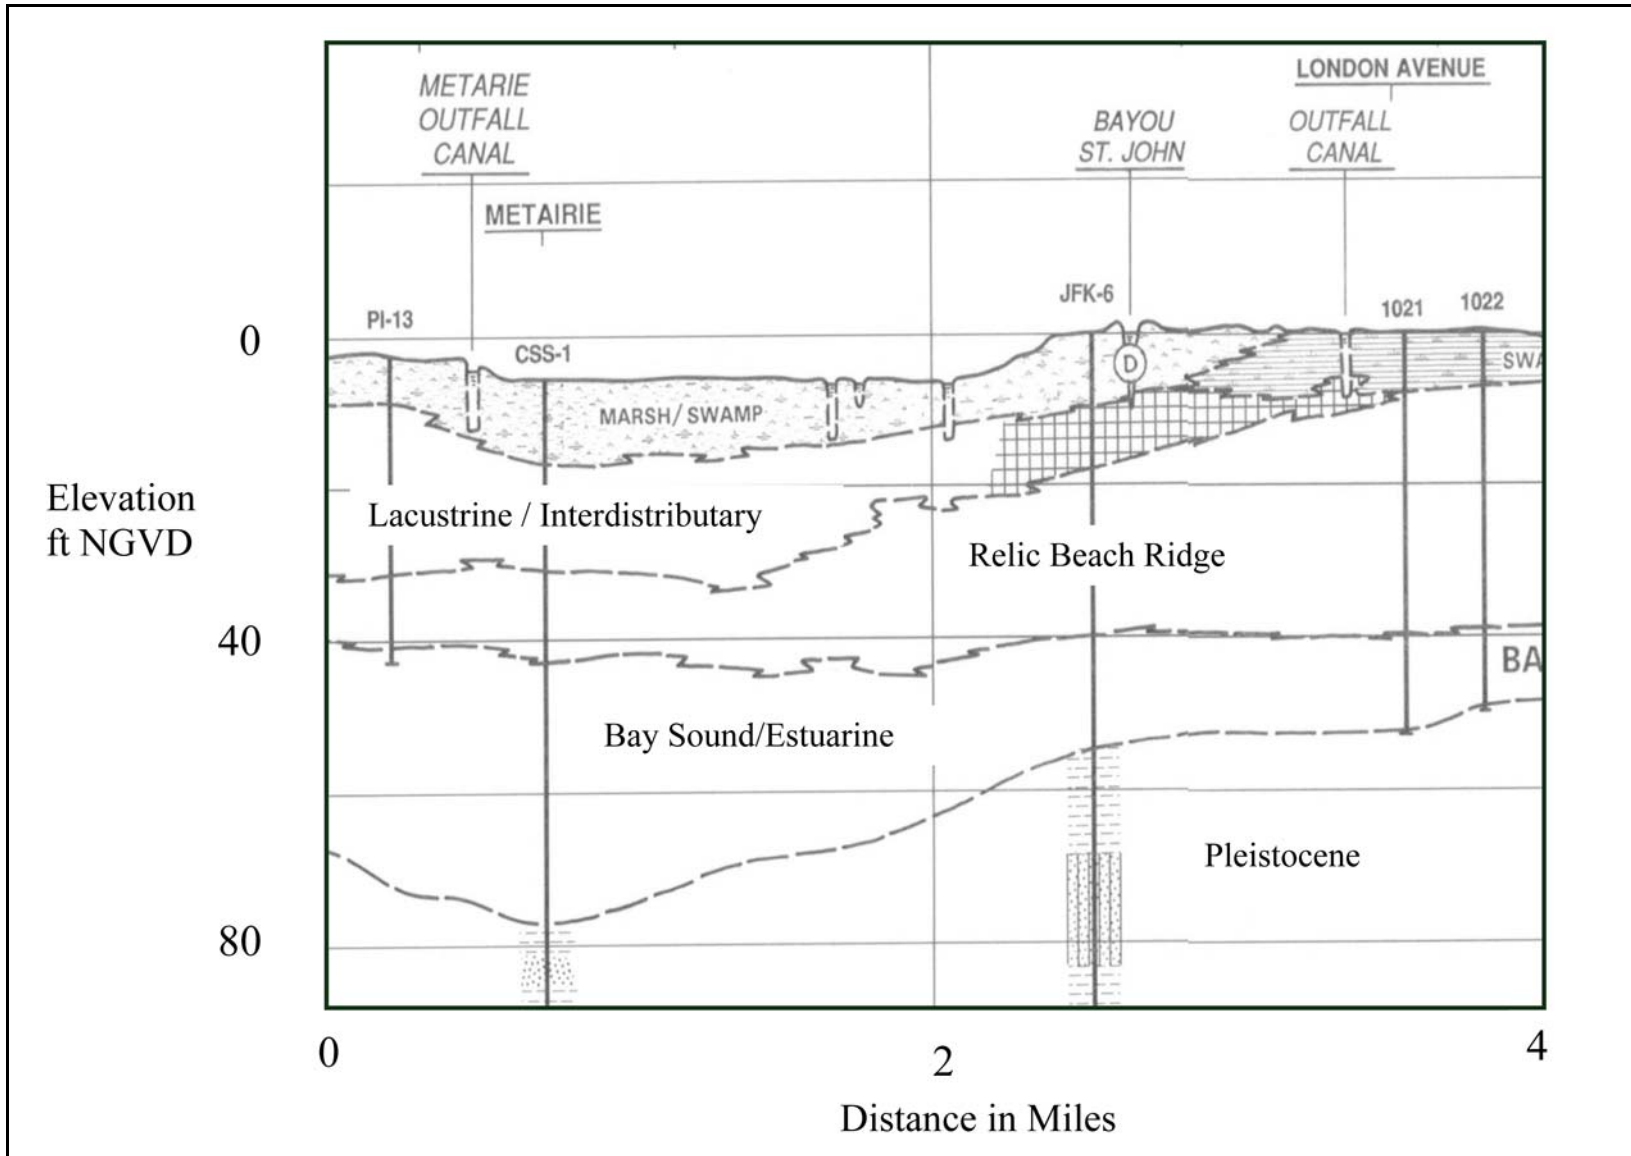 METARIE
OUTFALL
CANAL
METAIRIE
LONDON AVENUE
BAYOU
ST. JOHN
OUTFALL
CANAL
PI-13
CSS-1
JFK-6
1021
1022
0
D
SWA
MARSH/SWAMP
Elevation
ft NGVD
Lacustrine / Interdistributary
Relic Beach Ridge
40
BA
Bay Sound/Estuarine
Pleistocene
80
0
2
4
Distance in Miles